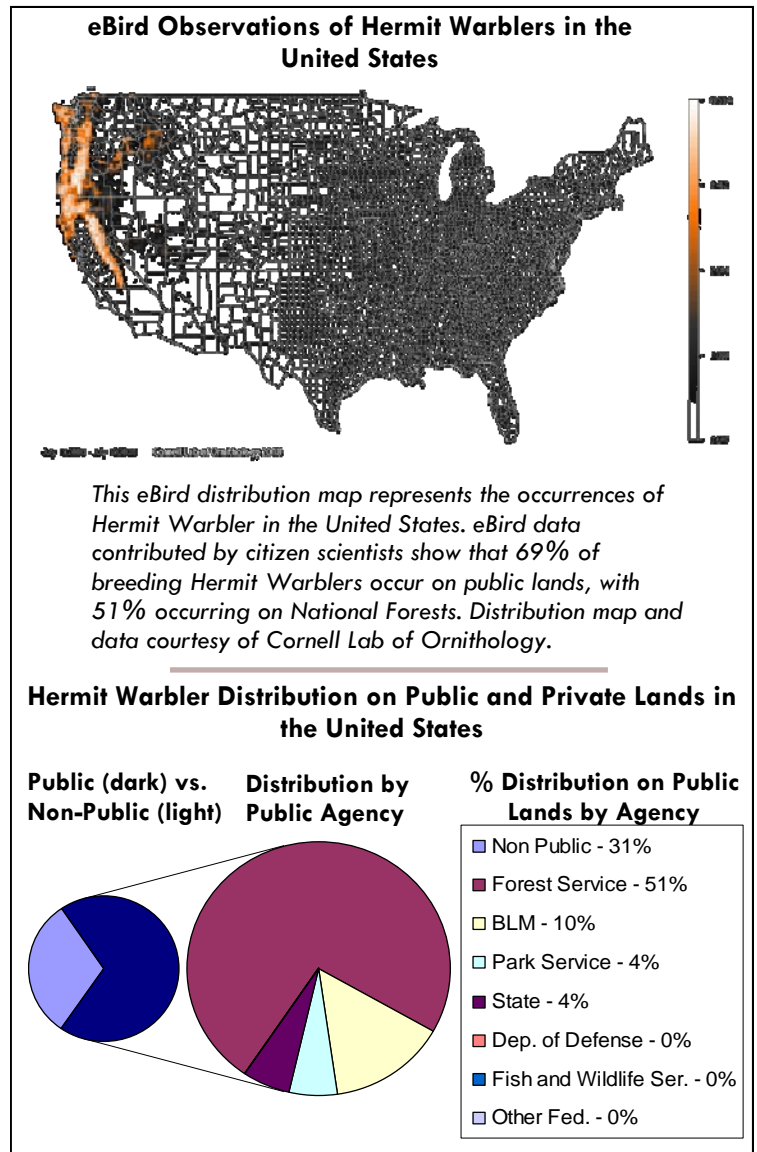 eBird Observations of Hermit Warblers in the
United States
This eBird distribution map represents the occurrences of
Hermit Warbler in the United States. eBird data
contributed by citizen scientists show that 69% of
breeding Hermit Warblers occur on public lands, with
51% occurring on National Forests. Distribution map and
data courtesy of Cornell Lab of Ornithology.
Hermit Warbler Distribution on Public and Private Lands in
the United States
Public (dark) vs.
Non-Public (light)
Distribution by
Public Agency
% Distribution on Public
Lands by Agency
Non Public - 31%
Forest Service - 51%
BLM - 10%
Park Service - 4%
State - 4%
Dep. of Defense - 0%
Fish and Wildlife Ser. - 0%
Other Fed. - 0%